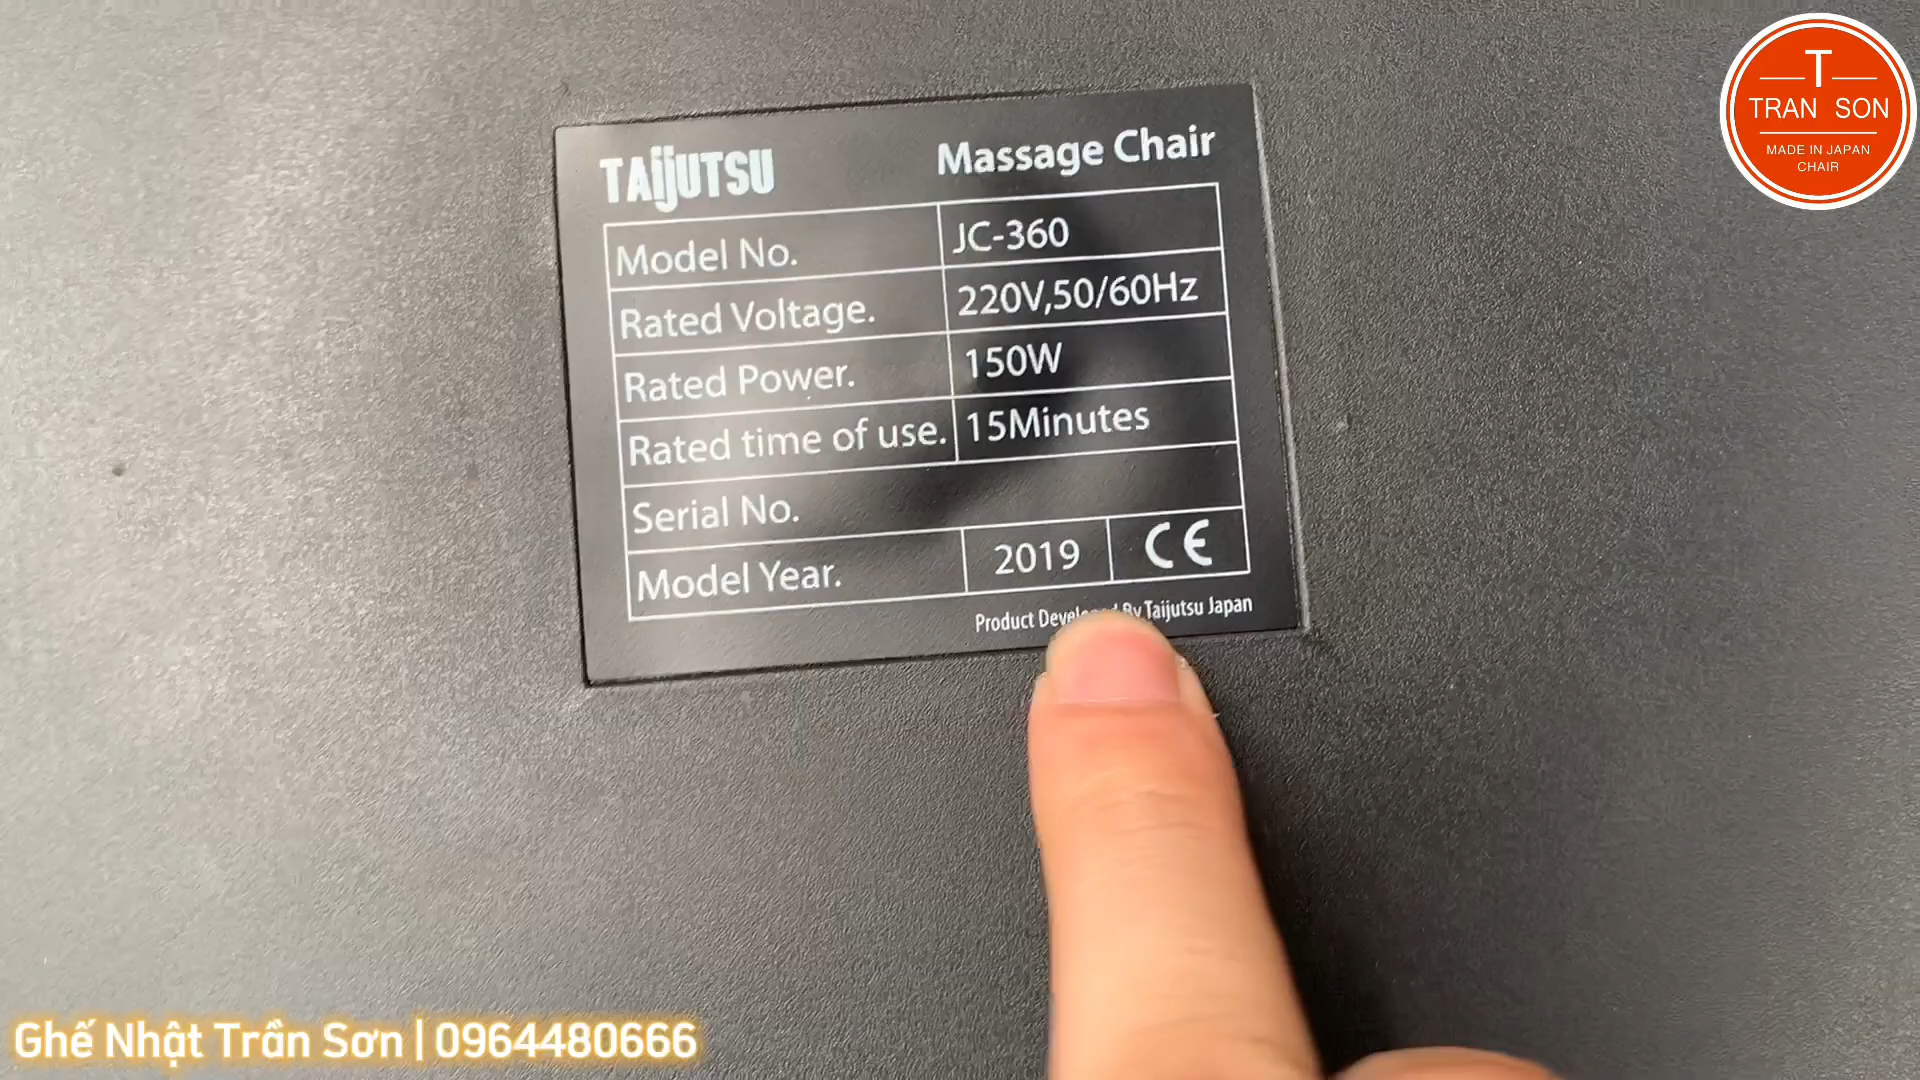 T
TRAN SON
MADE IN JAPAN
CHAIR
TAijUTSU Massage Chair
Model No. JC-360
Rated Voltage. 220V,50/60Hz
Rated Power. 150W
Rated time of use. 15Minutes
Serial No.
Model Year. 2019 CE
Product By Taijutsu Japan
Ghế Nhật Trần Sơn | 0964480666